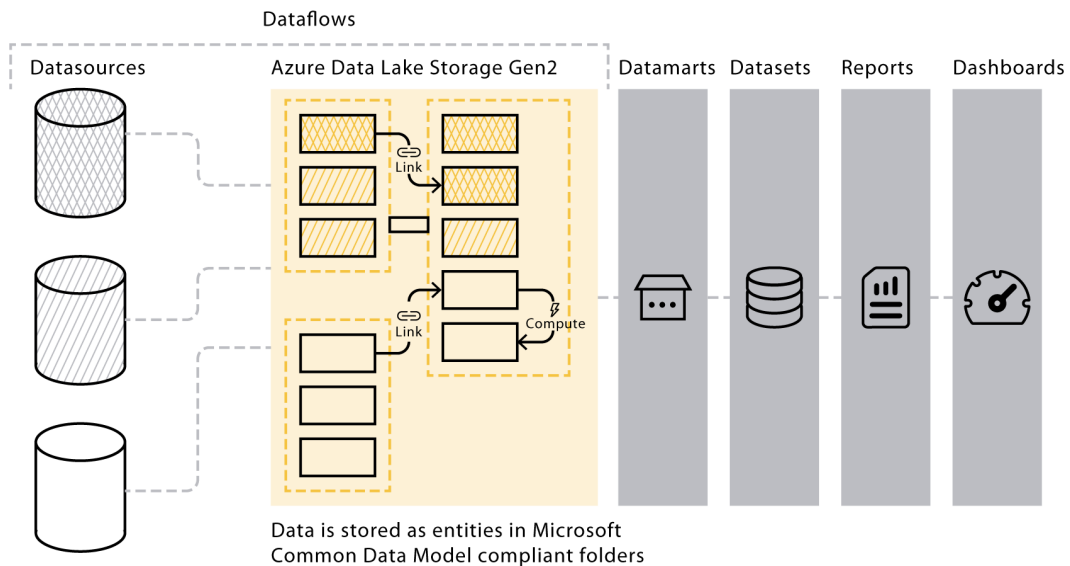 Dataflows
Datasources
Azure Data Lake Storage Gen2
Datamarts
Datasets
Reports
Dashboards
Link
Link
Compute
Data is stored as entities in Microsoft
Common Data Model compliant folders